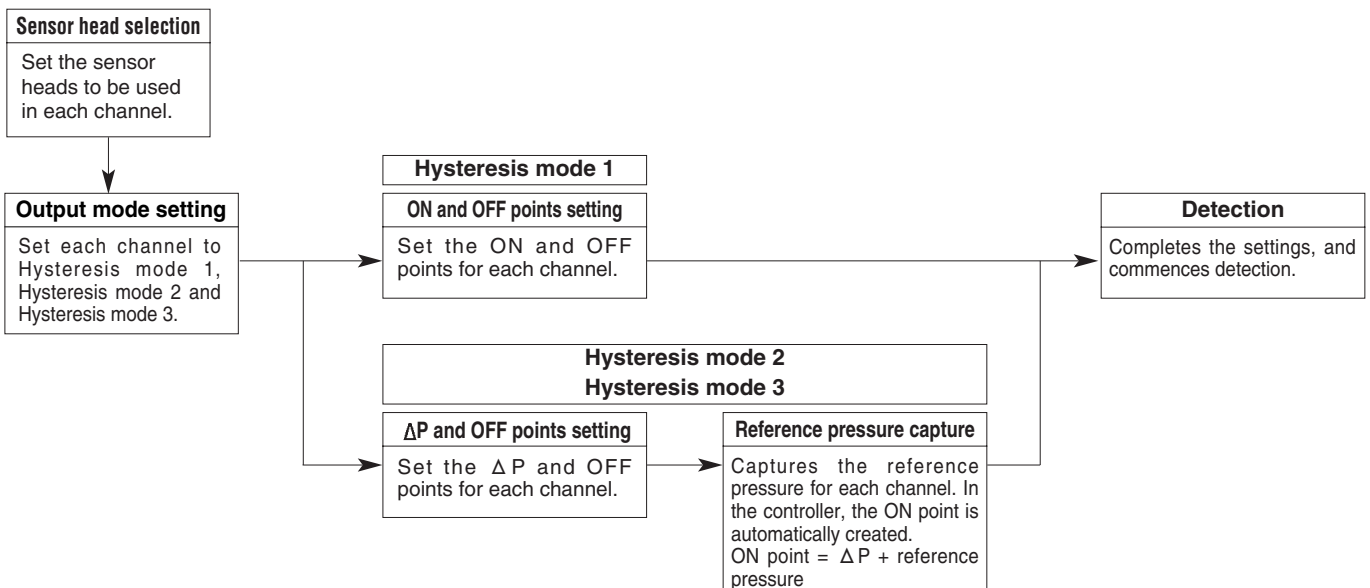 Sensor head selection
Set the sensor
heads to be used
in each channel.
Output mode setting
Set each channel to
Hysteresis mode 1,
Hysteresis mode 2 and
Hysteresis mode 3.
Hysteresis mode 1
ON and OFF points setting
Set the ON and OFF
points for each channel.
Hysteresis mode 2
Hysteresis mode 3
ΔP and OFF points setting
Set the ΔP and OFF
points for each channel.
Reference pressure capture
Captures the reference
pressure for each channel. In
the controller, the ON point is
automatically created.
ON point = ΔP + reference
pressure
Detection
Completes the settings, and
commences detection.